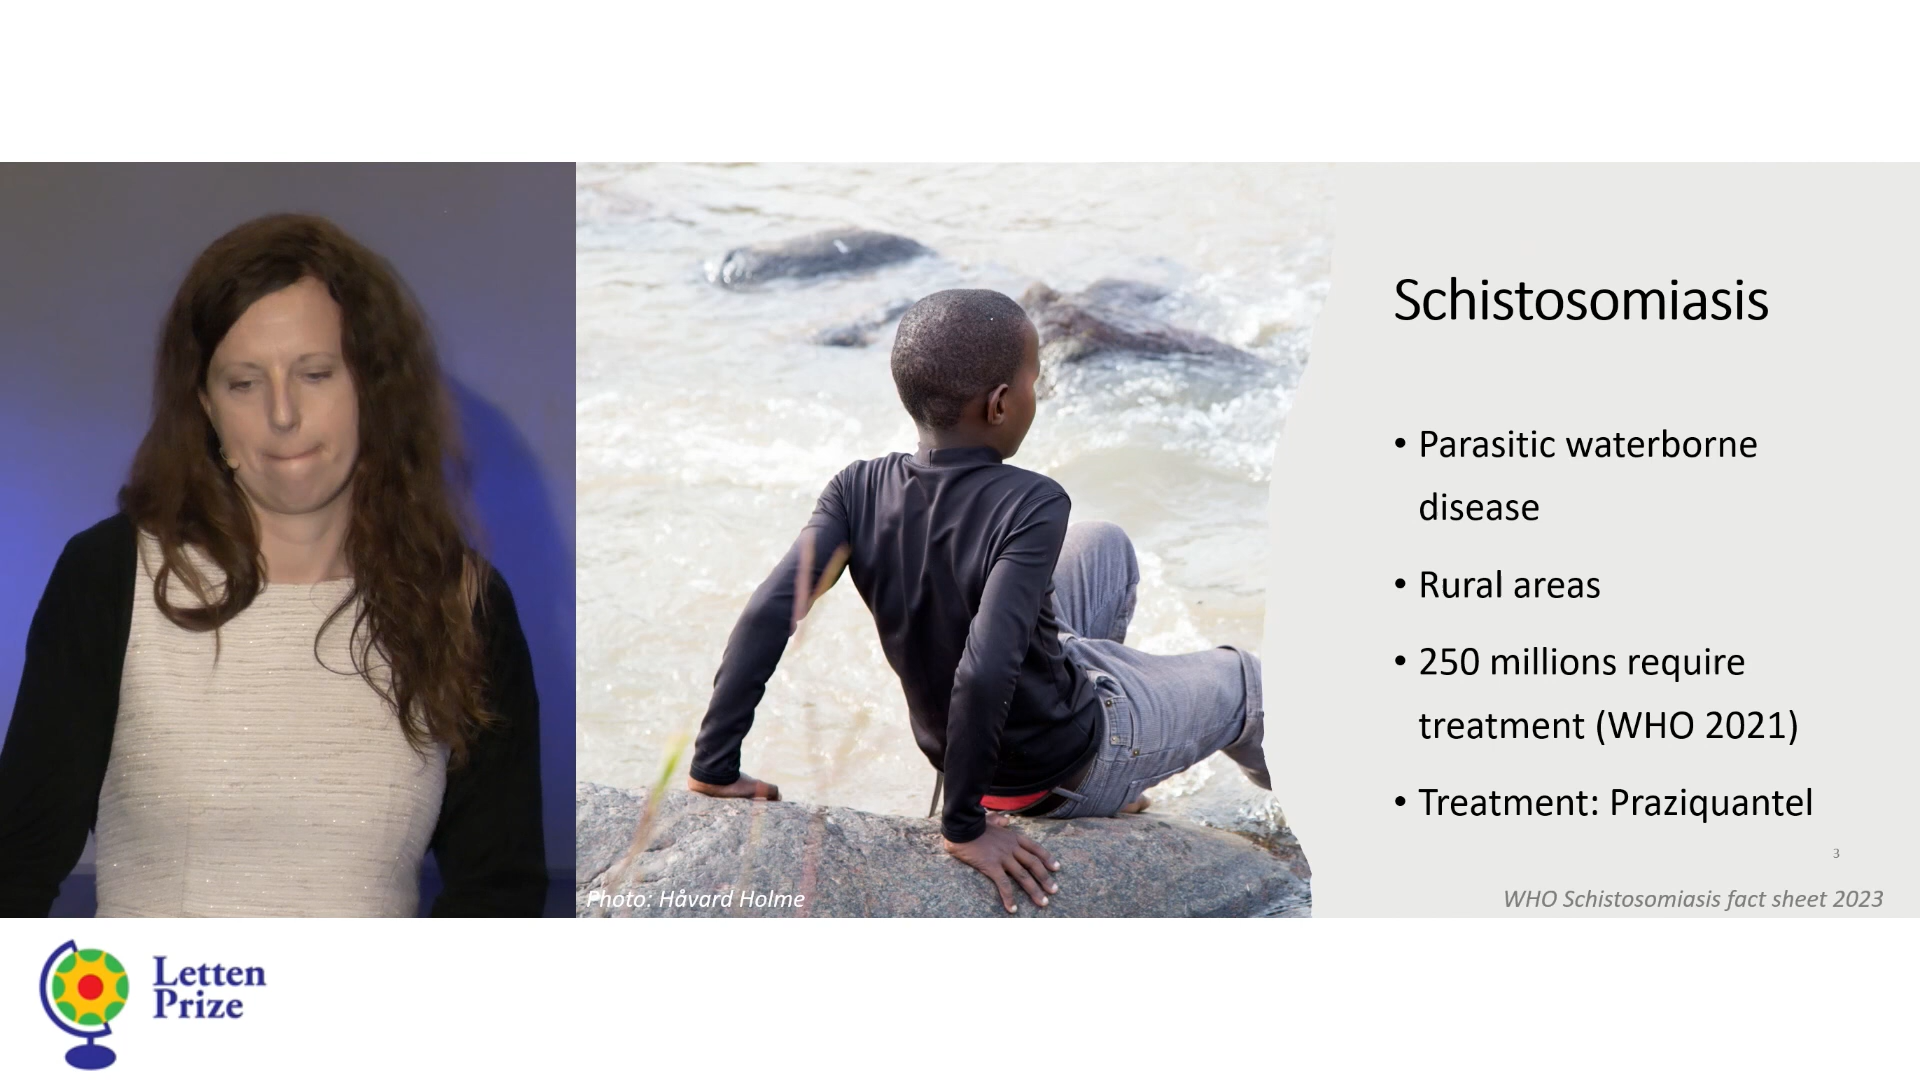 Schistosomiasis
• Parasitic waterborne
disease
• Rural areas
• 250 millions require
treatment (WHO 2021)
• Treatment: Praziquantel
3
Photo: Håvard Holme
WHO Schistosomiasis fact sheet 2023
Letten
Prize